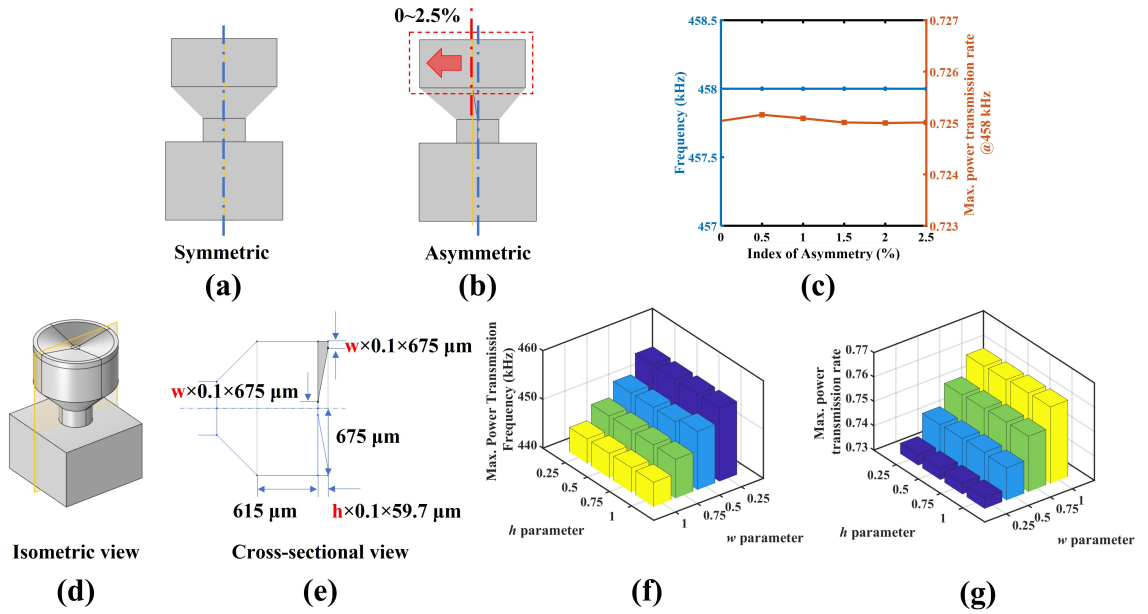 0~2.5%
Symmetric
(a)
Asymmetric
(b)
458.5
458
457.5
457
Frequency (kHz)
0.727
0.726
0.725
0.724
0.723
Max. power transmission rate
@458 kHz
0
0.5
1
1.5
2
2.5
Index of Asymmetry (%)
(c)
Isometric view
(d)
w×0.1×675 μm
w×0.1×675 μm
675 μm
615 μm
h×0.1×59.7 μm
Cross-sectional view
(e)
Max. Power Transmission
Frequency (kHz)
460
450
440
0.25
0.5
0.75
1
h parameter
1
0.75
0.5
0.25
w parameter
(f)
Max. power
transmission rate
0.77
0.76
0.75
0.74
0.73
0.25
0.5
0.75
1
h parameter
0.25
0.5
0.75
1
w parameter
(g)